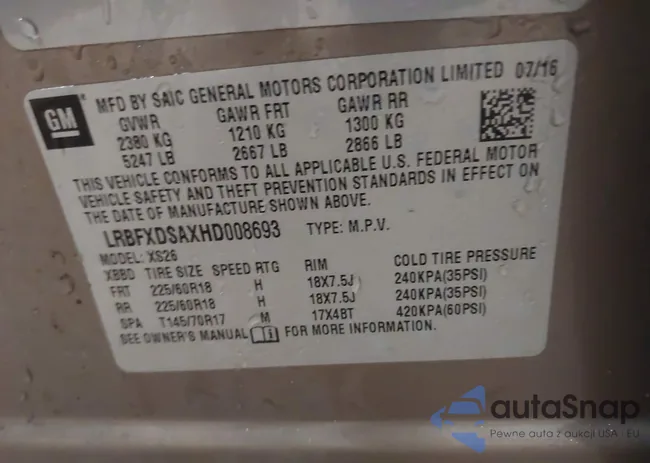 GM
MFD BY SAIC GENERAL MOTORS CORPORATION LIMITED 07/16
GVWR GAWR FRT GAWR RR
2380 KG 1210 KG 1300 KG
5247 LB 2667 LB 2866 LB
THIS VEHICLE CONFORMS TO ALL APPLICABLE U.S. FEDERAL MOTOR
VEHICLE SAFETY AND THEFT PREVENTION STANDARDS IN EFFECT ON
THE DATE OF MANUFACTURE SHOWN ABOVE.
LRBFXDSAXHD008693 TYPE: M.P.V.
MODEL: XS26
XBBD TIRE SIZE SPEED RTG RIM COLD TIRE PRESSURE
FRT 225/60R18 H 18X7.5J 240KPA(35PSI)
RR 225/60R18 H 18X7.5J 240KPA(35PSI)
SPA T145/70R17 M 17X4BT 420KPA(60PSI)
SEE OWNER'S MANUAL FOR MORE INFORMATION.
autaSnap
Pewne auta z aukcji USA - EU